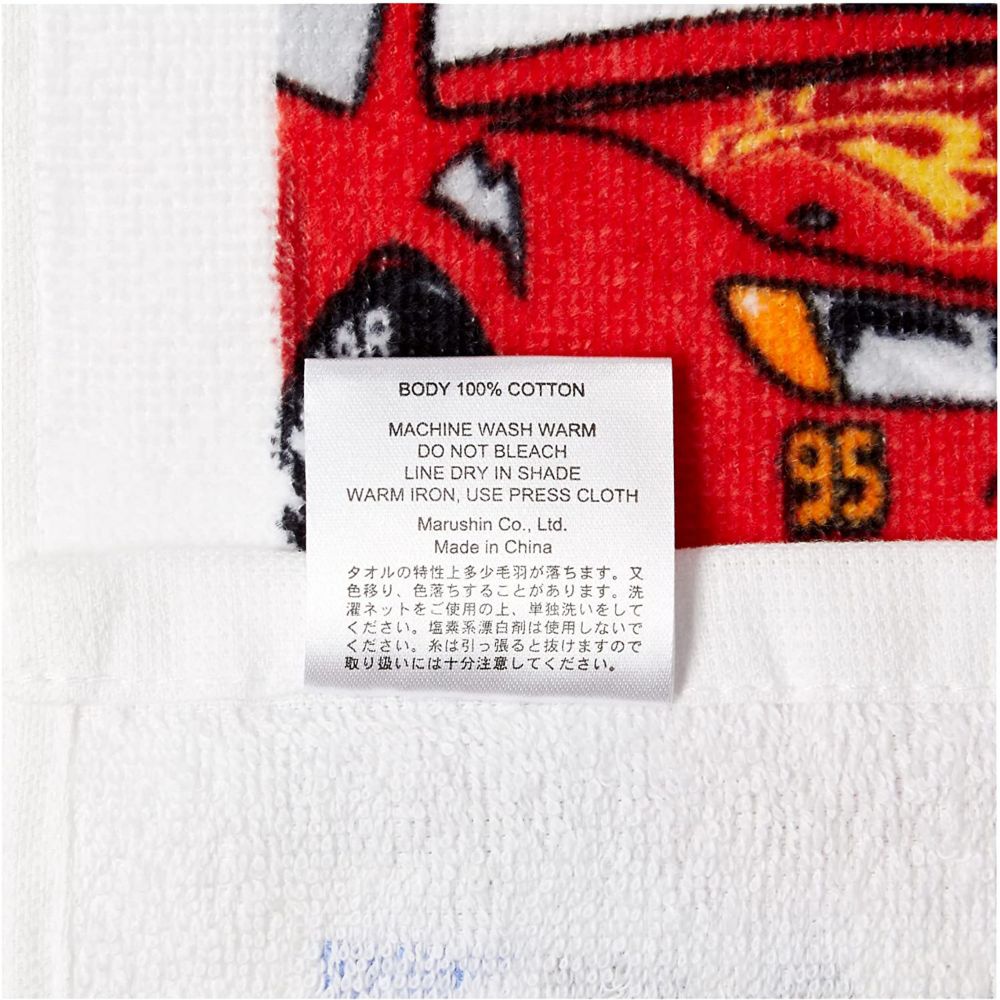 95
BODY 100% COTTON
MACHINE WASH WARM
DO NOT BLEACH
LINE DRY IN SHADE
WARM IRON, USE PRESS CLOTH
Marushin Co., Ltd.
Made in China
タオルの特性上多少毛羽が落ちます。又
色移り、色落ちすることがあります。洗
濯ネットをご使用の上、単独洗いをして
ください。塩素系漂白剤は使用しないで
ください。糸は引っ張ると抜けますので
取り扱いには十分注意してください。